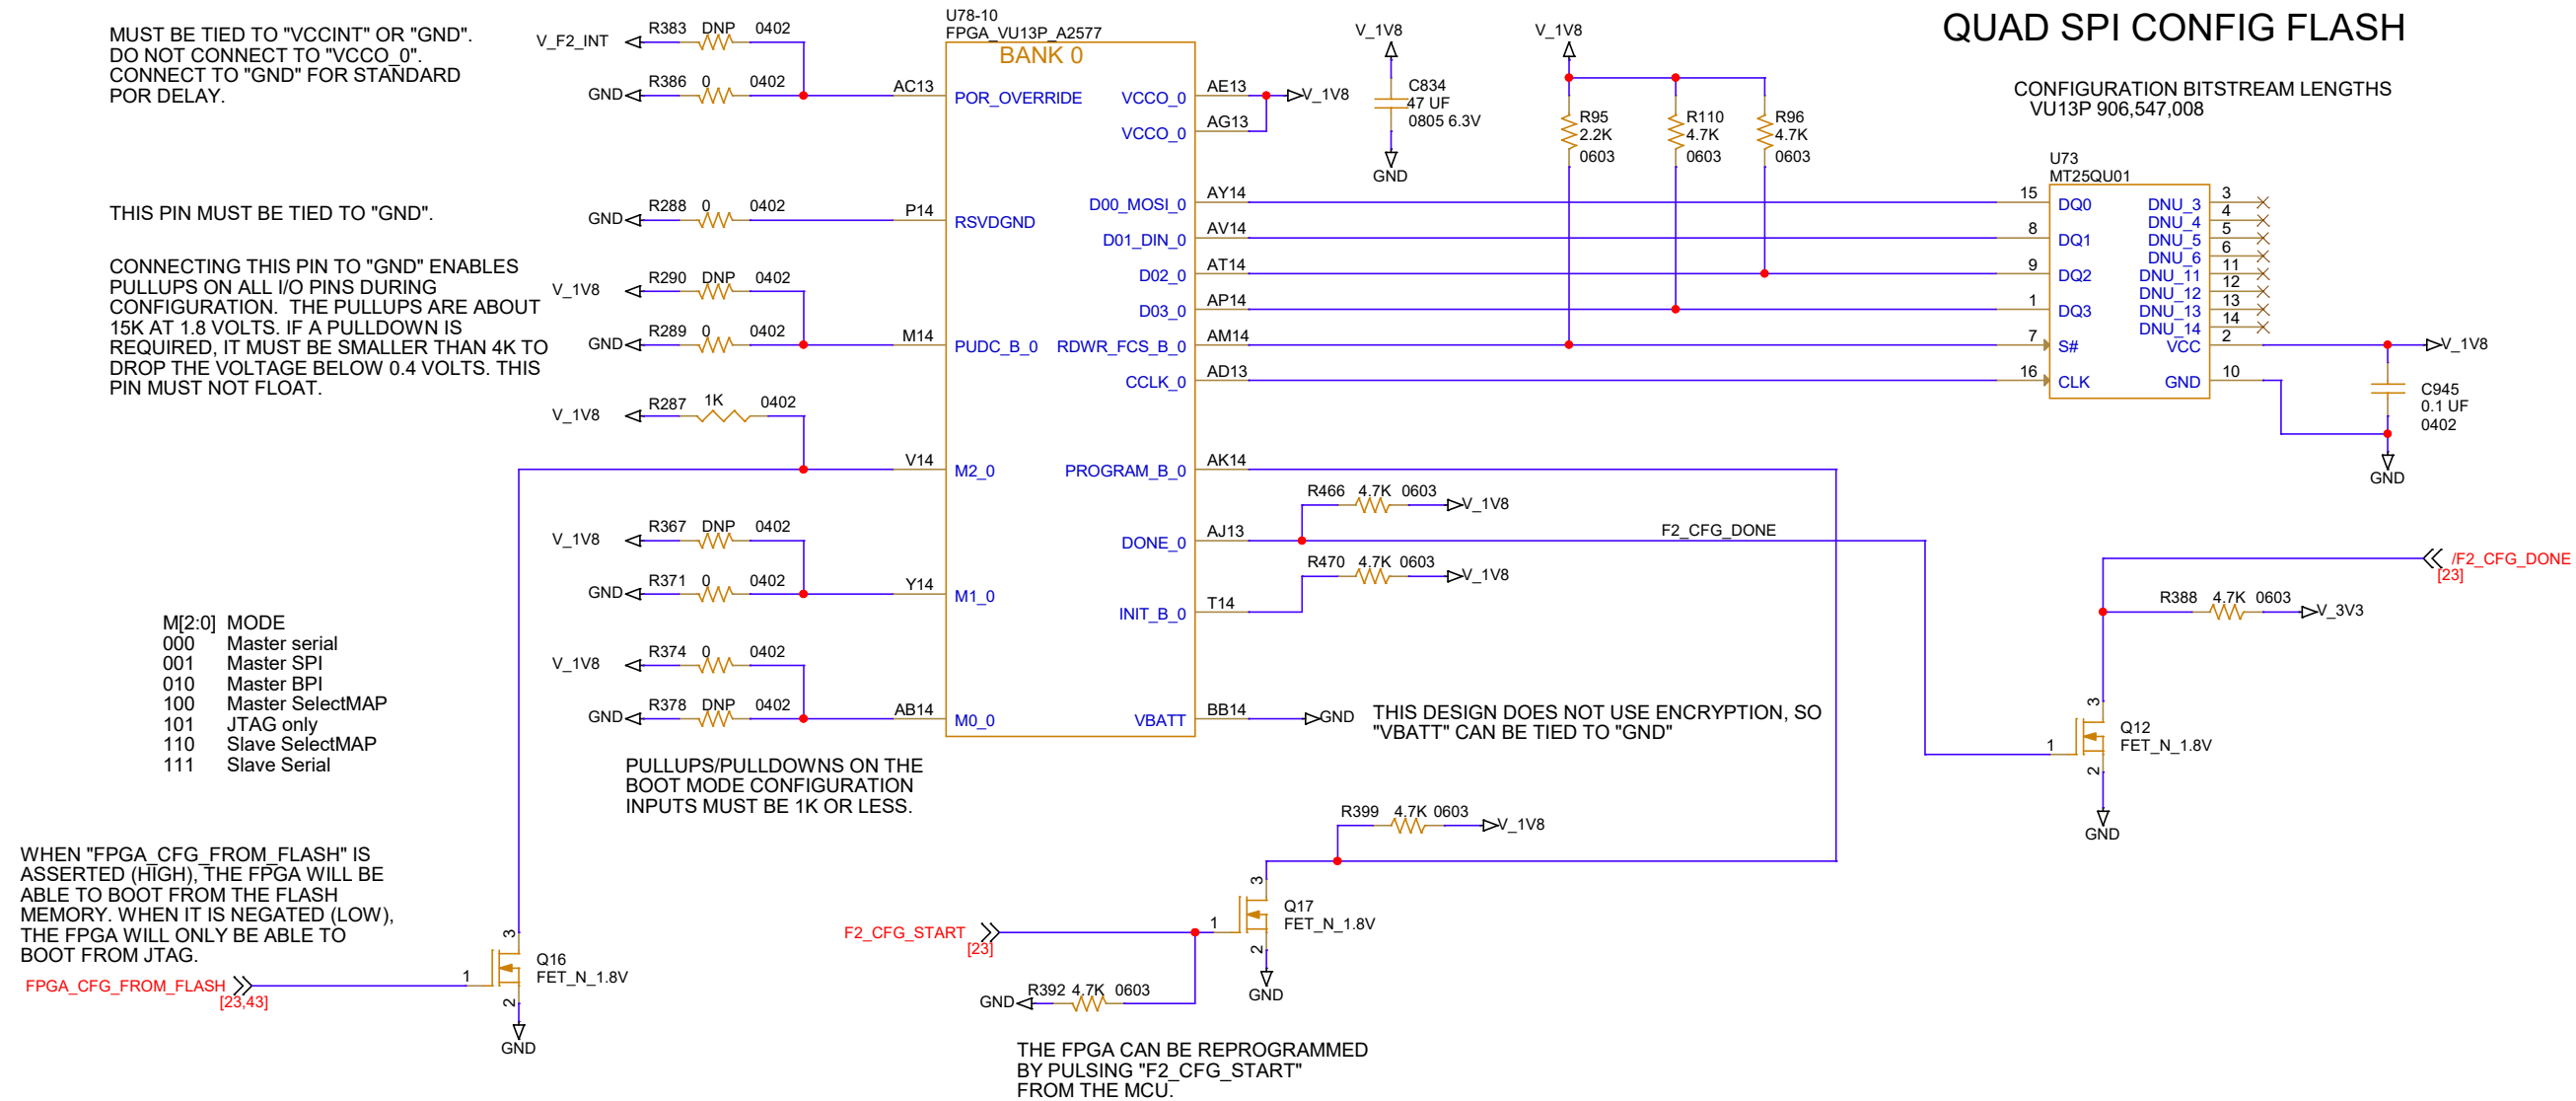 QUAD SPI CONFIG FLASH
CONFIGURATION BITSTREAM LENGTHS
VU13P 906,547,008
MUST BE TIED TO "VCCINT" OR "GND".
DO NOT CONNECT TO "VCCO_0".
CONNECT TO "GND" FOR STANDARD
POR DELAY.
THIS PIN MUST BE TIED TO "GND".
CONNECTING THIS PIN TO "GND" ENABLES
PULLUPS ON ALL I/O PINS DURING
CONFIGURATION. THE PULLUPS ARE ABOUT
15K AT 1.8 VOLTS. IF A PULLDOWN IS
REQUIRED, IT MUST BE SMALLER THAN 4K TO
DROP THE VOLTAGE BELOW 0.4 VOLTS. THIS
PIN MUST NOT FLOAT.
M[2:0] MODE
000 Master serial
001 Master SPI
010 Master BPI
100 Master SelectMAP
101 JTAG only
110 Slave SelectMAP
111 Slave Serial
WHEN "FPGA_CFG_FROM_FLASH" IS
ASSERTED (HIGH), THE FPGA WILL BE
ABLE TO BOOT FROM THE FLASH
MEMORY. WHEN IT IS NEGATED (LOW),
THE FPGA WILL ONLY BE ABLE TO
BOOT FROM JTAG.
FPGA_CFG_FROM_FLASH
[23,43]
1
3
2
Q16
FET_N_1.8V
GND
V_F2_INT R383 DNP 0402
GND R386 0 0402
GND R288 0 0402
V_1V8 R290 DNP 0402
GND R289 0 0402
V_1V8 R287 1K 0402
V_1V8 R367 DNP 0402
GND R371 0 0402
V_1V8 R374 0 0402
GND R378 DNP 0402
PULLUPS/PULLDOWNS ON THE
BOOT MODE CONFIGURATION
INPUTS MUST BE 1K OR LESS.
U78-10
FPGA_VU13P_A2577
BANK 0
AC13 POR_OVERRIDE
P14 RSVDGND
M14 PUDC_B_0
V14 M2_0
Y14 M1_0
AB14 M0_0
VCCO_0 AE13 V_1V8
VCCO_0 AG13
D00_MOSI_0 AY14
D01_DIN_0 AV14
D02_0 AT14
D03_0 AP14
RDWR_FCS_B_0 AM14
CCLK_0 AD13
PROGRAM_B_0 AK14
DONE_0 AJ13
INIT_B_0 T14
VBATT BB14 GND
V_1V8
C834
47 UF
0805 6.3V
GND
V_1V8
R95
2.2K
0603
R110
4.7K
0603
R96
4.7K
0603
R466 4.7K 0603 V_1V8
F2_CFG_DONE
R470 4.7K 0603 V_1V8
THIS DESIGN DOES NOT USE ENCRYPTION, SO
"VBATT" CAN BE TIED TO "GND"
R399 4.7K 0603 V_1V8
F2_CFG_START
[23]
1
3
2
Q17
FET_N_1.8V
GND
GND R392 4.7K 0603
THE FPGA CAN BE REPROGRAMMED
BY PULSING "F2_CFG_START"
FROM THE MCU.
U73
MT25QU01
15 DQ0
8 DQ1
9 DQ2
1 DQ3
7 S#
16 CLK
DNU_3 3
DNU_4 4
DNU_5 5
DNU_6 6
DNU_11 11
DNU_12 12
DNU_13 13
DNU_14 14
VCC 2 V_1V8
GND 10
C945
0.1 UF
0402
GND
/F2_CFG_DONE
[23]
R388 4.7K 0603 V_3V3
1
3
2
Q12
FET_N_1.8V
GND